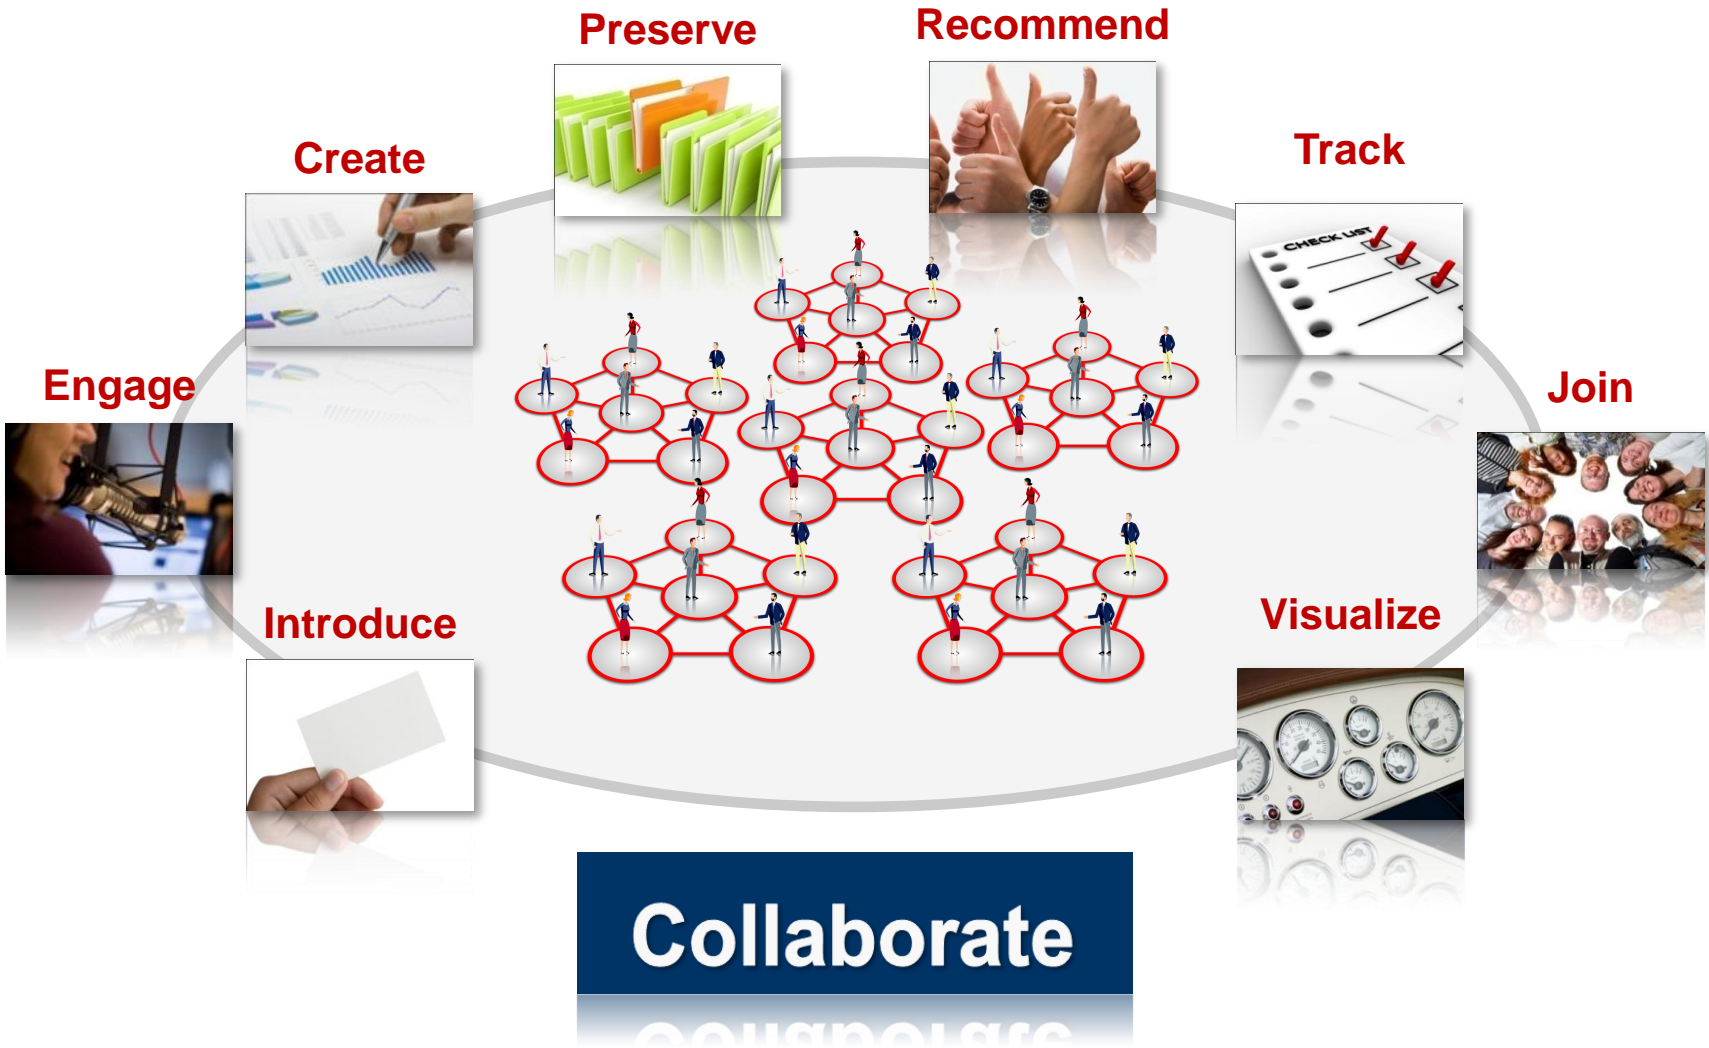 Preserve
Recommend
Create
Track
CHECK LIST
Engage
Join
Introduce
Visualize
Collaborate